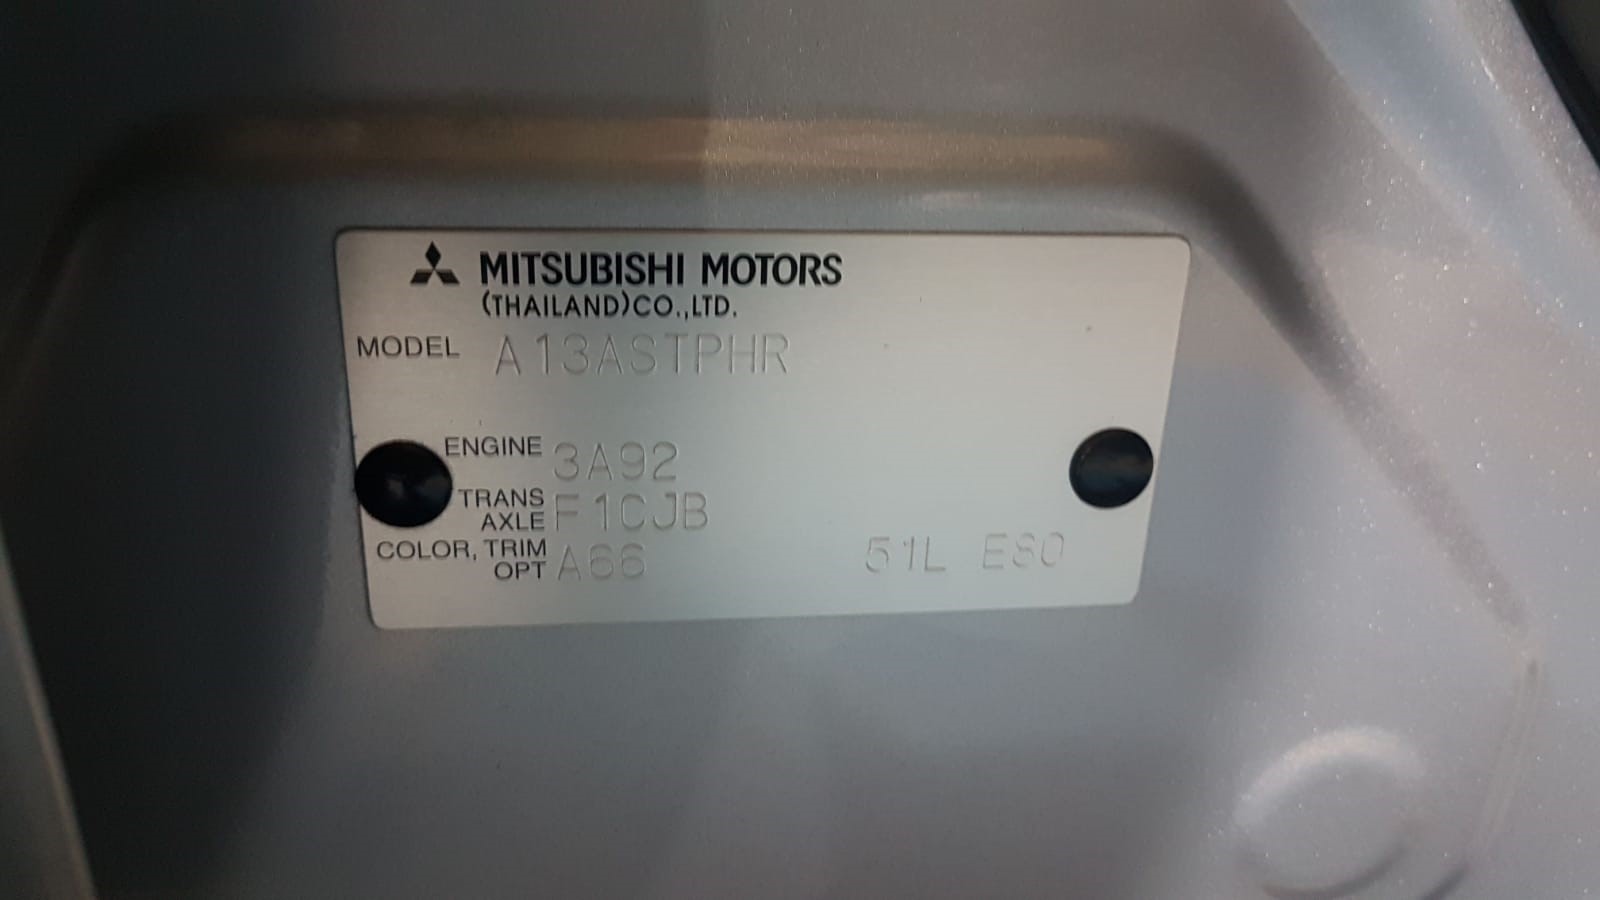 MITSUBISHI MOTORS
(THAILAND)CO.,LTD.
MODEL A13ASTPHR
ENGINE 3A92
TRANS AXLE F1CJB
COLOR, TRIM OPT A66 51L E80